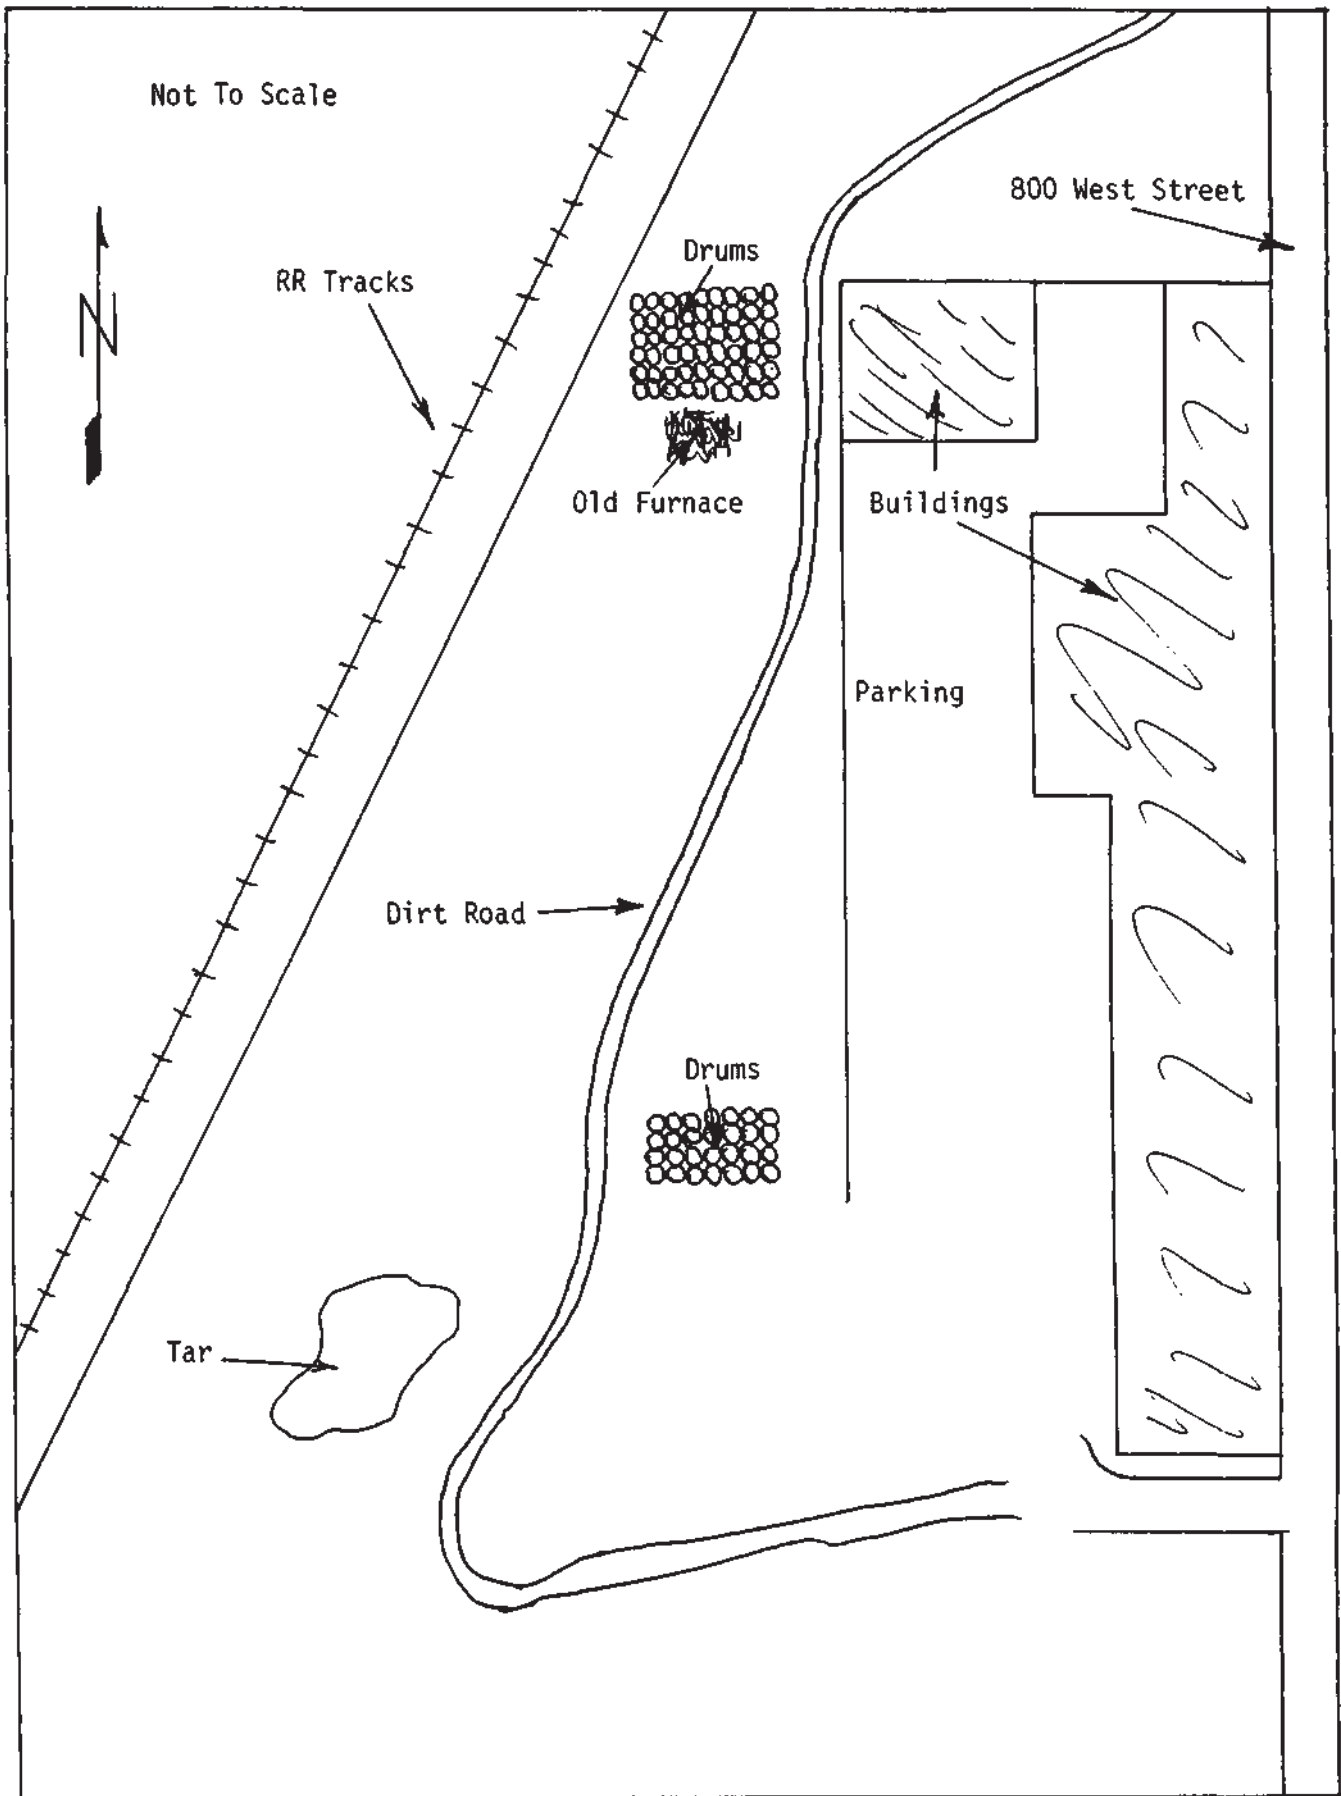 Not To Scale
800 West Street
Drums
RR Tracks
N
Old Furnace
Buildings
Parking
Dirt Road
Drums
Tar